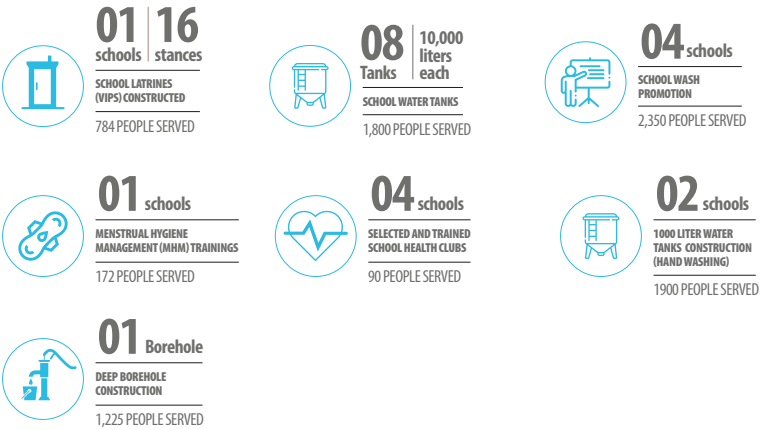 01 16
schools stances
SCHOOL LATRINES
(VIPS) CONSTRUCTED
784 PEOPLE SERVED
08 10,000
Tanks liters
each
SCHOOL WATER TANKS
1,800 PEOPLE SERVED
04 schools
SCHOOL WASH
PROMOTION
2,350 PEOPLE SERVED
01 schools
MENSTRUAL HYGIENE
MANAGEMENT (MHM) TRAININGS
172 PEOPLE SERVED
04 schools
SELECTED AND TRAINED
SCHOOL HEALTH CLUBS
90 PEOPLE SERVED
02 schools
1000 LITER WATER
TANKS CONSTRUCTION
(HAND WASHING)
1900 PEOPLE SERVED
01 Borehole
DEEP BOREHOLE
CONSTRUCTION
1,225 PEOPLE SERVED